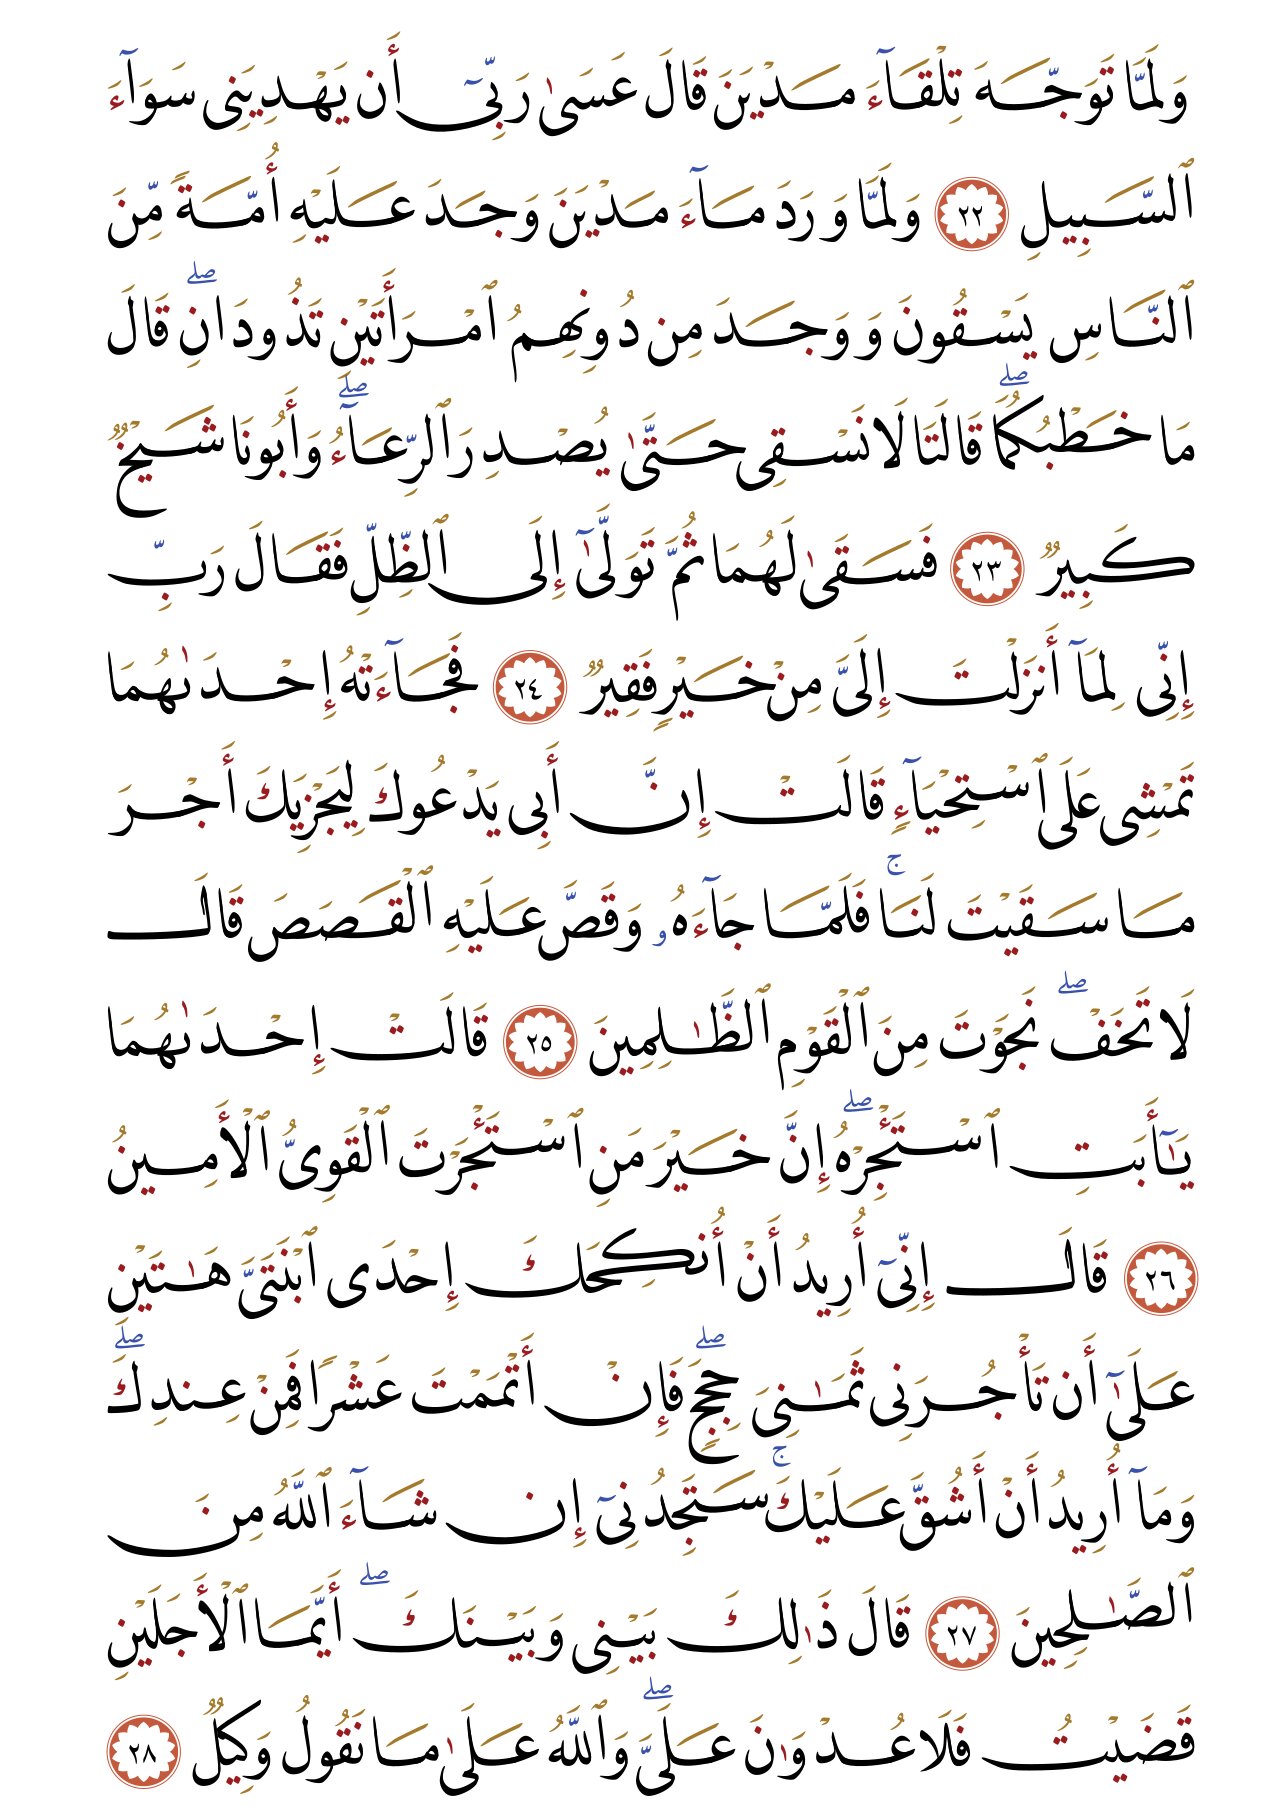 وَلَمَّا تَوَجَّهَ تِلْقَآءَ مَدْيَنَ قَالَ عَسَىٰ رَبِّىٓ أَن يَهْدِيَنِى سَوَآءَ
ٱلسَّبِيلِ ٢٢ وَلَمَّا وَرَدَ مَآءَ مَدْيَنَ وَجَدَ عَلَيْهِ أُمَّةً مِّنَ
ٱلنَّاسِ يَسْقُونَ وَوَجَدَ مِن دُونِهِمُ ٱمْرَأَتَيْنِ تَذُودَانِۖ قَالَ
مَا خَطْبُكُمَاۖ قَالَتَا لَا نَسْقِى حَتَّىٰ يُصْدِرَ ٱلرِّعَآءُۖ وَأَبُونَا شَيْخٌ
كَبِيرٌ ٢٣ فَسَقَىٰ لَهُمَا ثُمَّ تَوَلَّىٰٓ إِلَى ٱلظِّلِّ فَقَالَ رَبِّ
إِنِّى لِمَآ أَنزَلْتَ إِلَىَّ مِنْ خَيْرٍ فَقِيرٌ ٢٤ فَجَآءَتْهُ إِحْدَىٰهُمَا
تَمْشِى عَلَى ٱسْتِحْيَآءٍ قَالَتْ إِنَّ أَبِى يَدْعُوكَ لِيَجْزِيَكَ أَجْرَ
مَا سَقَيْتَ لَنَاۚ فَلَمَّا جَآءَهُۥ وَقَصَّ عَلَيْهِ ٱلْقَصَصَ قَالَ
لَا تَخَفْۖ نَجَوْتَ مِنَ ٱلْقَوْمِ ٱلظَّٰلِمِينَ ٢٥ قَالَتْ إِحْدَىٰهُمَا
يَٰٓأَبَتِ ٱسْتَـْٔجِرْهُۖ إِنَّ خَيْرَ مَنِ ٱسْتَـْٔجَرْتَ ٱلْقَوِىُّ ٱلْأَمِينُ
٢٦ قَالَ إِنِّىٓ أُرِيدُ أَنْ أُنكِحَكَ إِحْدَى ٱبْنَتَىَّ هَٰتَيْنِ
عَلَىٰٓ أَن تَأْجُرَنِى ثَمَٰنِىَ حِجَجٍۖ فَإِنْ أَتْمَمْتَ عَشْرًا فَمِنْ عِندِكَۖ
وَمَآ أُرِيدُ أَنْ أَشُقَّ عَلَيْكَۚ سَتَجِدُنِىٓ إِن شَآءَ ٱللَّهُ مِنَ
ٱلصَّٰلِحِينَ ٢٧ قَالَ ذَٰلِكَ بَيْنِى وَبَيْنَكَۖ أَيَّمَا ٱلْأَجَلَيْنِ
قَضَيْتُ فَلَا عُدْوَٰنَ عَلَىَّۖ وَٱللَّهُ عَلَىٰ مَا نَقُولُ وَكِيلٌ ٢٨